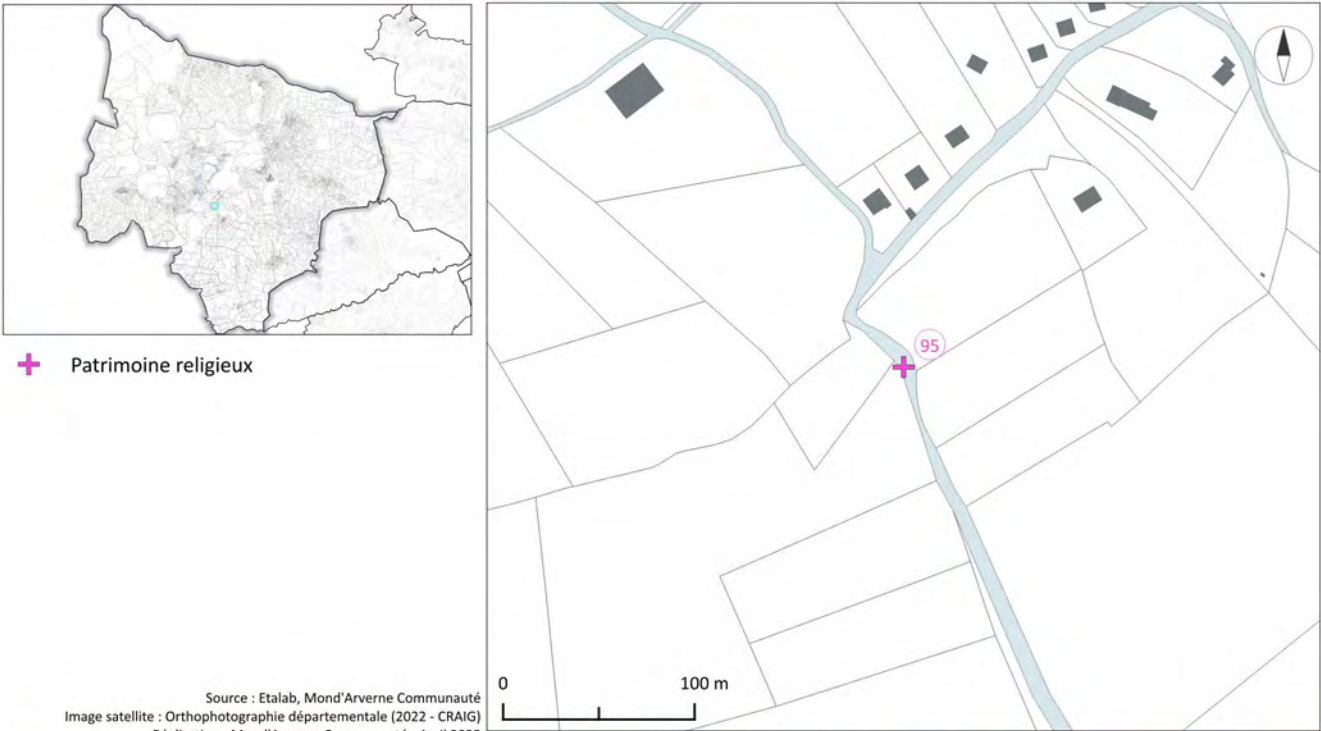 Patrimoine religieux
95
0 100 m
Source : Etalab, Mond'Arverne Communauté
Image satellite : Orthophotographie départementale (2022 - CRAIG)